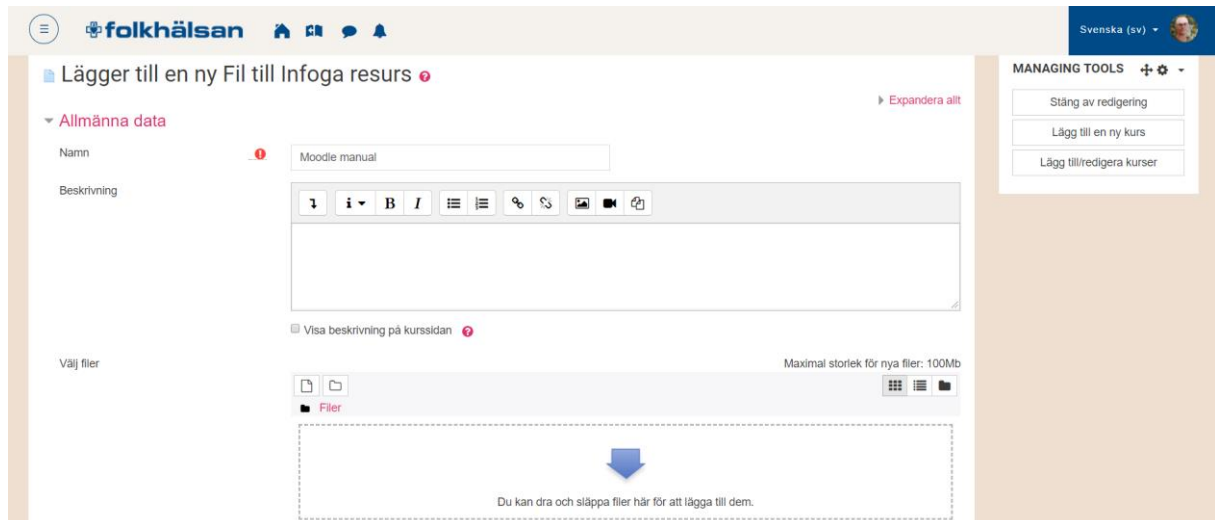 folkhälsan
Svenska (sv)
Lägger till en ny Fil till Infoga resurs
Expandera allt
Allmänna data
Namn
Moodle manual
Beskrivning
i B I
Visa beskrivning på kurssidan
Välj filer
Maximal storlek för nya filer: 100Mb
Filer
Du kan dra och släppa filer här för att lägga till dem.
MANAGING TOOLS
Stäng av redigering
Lägg till en ny kurs
Lägg till/redigera kurser